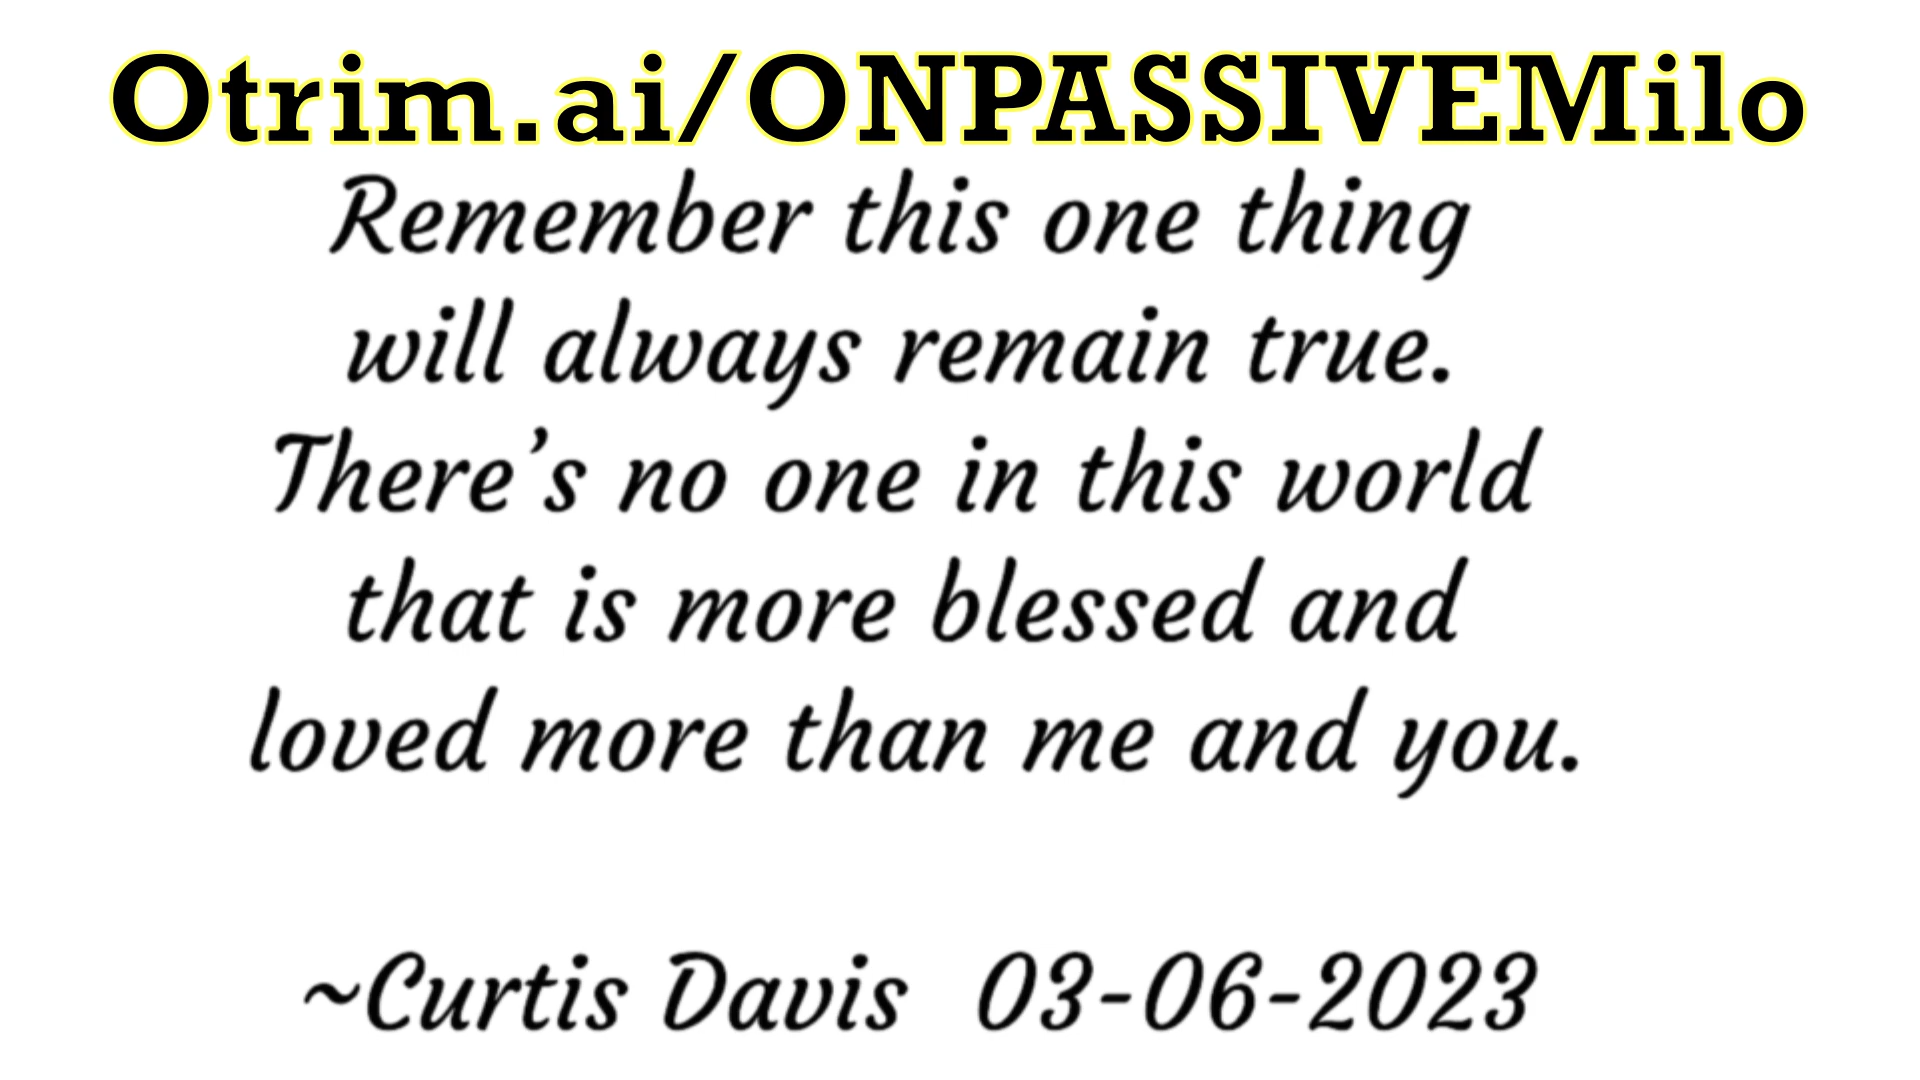 Otrim.ai/ONPASSIVEMilo
Remember this one thing
will always remain true.
There’s no one in this world
that is more blessed and
loved more than me and you.
~Curtis Davis 03-06-2023